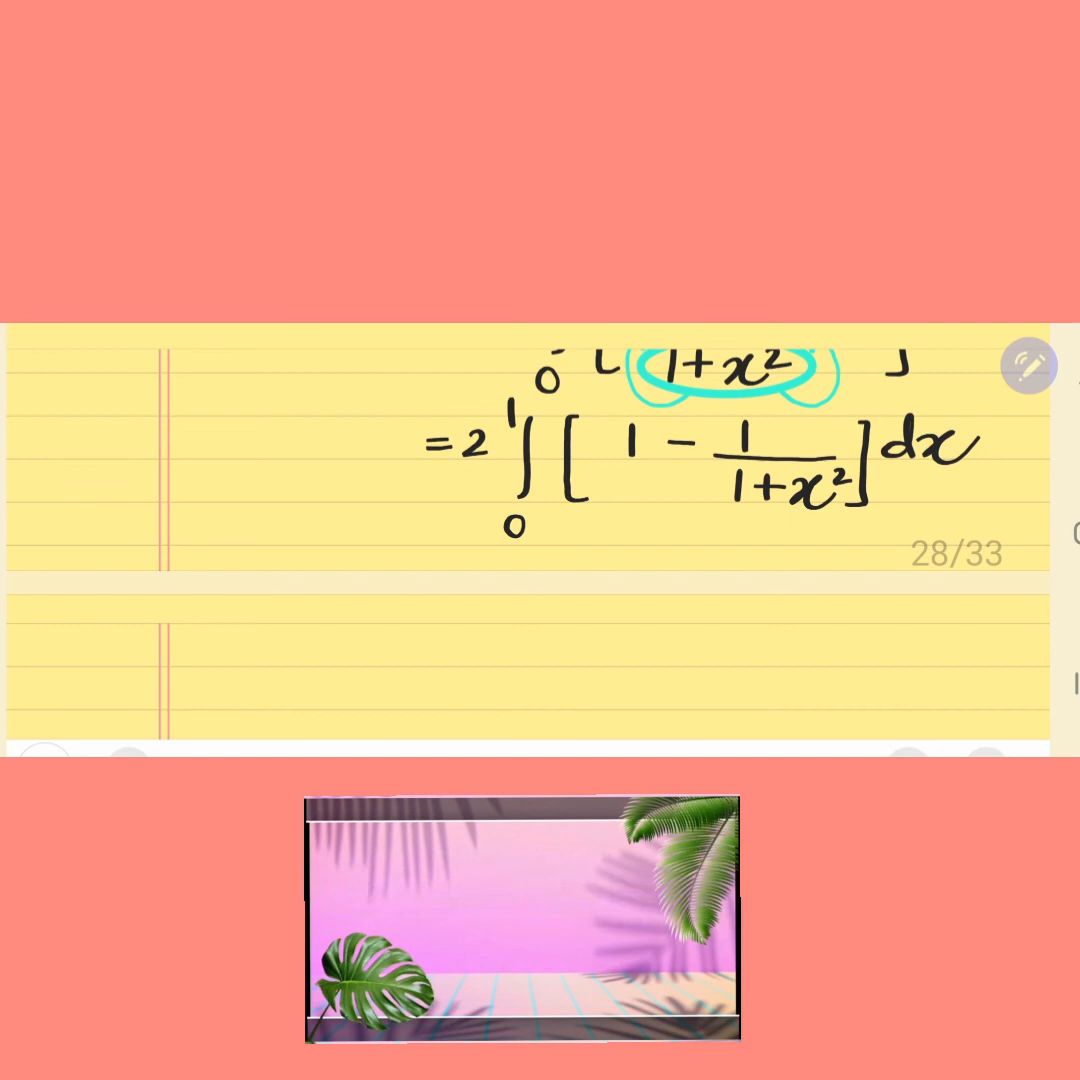 0 [ 1+x² ]
= 2 ∫₀¹ [ 1 - 1/(1+x²) ] dx
28/33